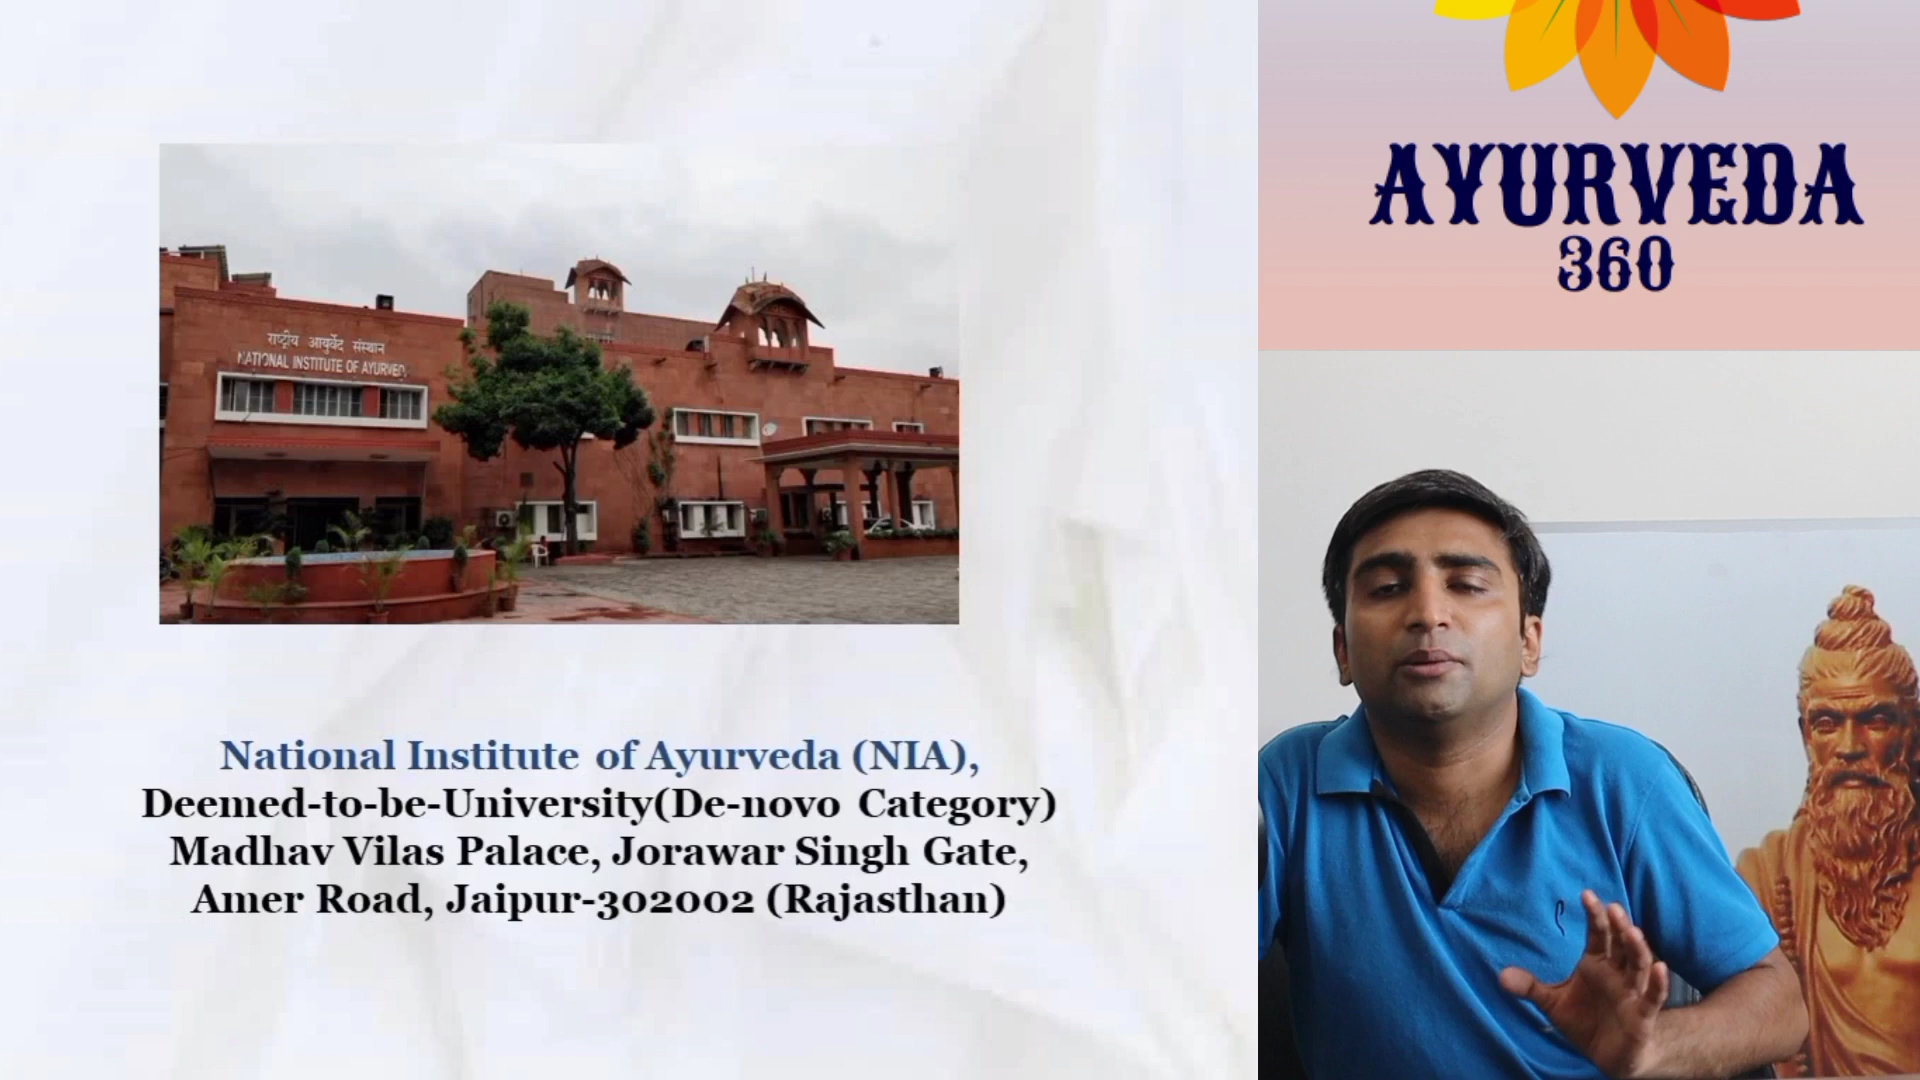 राष्ट्रीय आयुर्वेद संस्थान
NATIONAL INSTITUTE OF AYURVEDA
National Institute of Ayurveda (NIA),
Deemed-to-be-University(De-novo Category)
Madhav Vilas Palace, Jorawar Singh Gate,
Amer Road, Jaipur-302002 (Rajasthan)
AYURVEDA
360